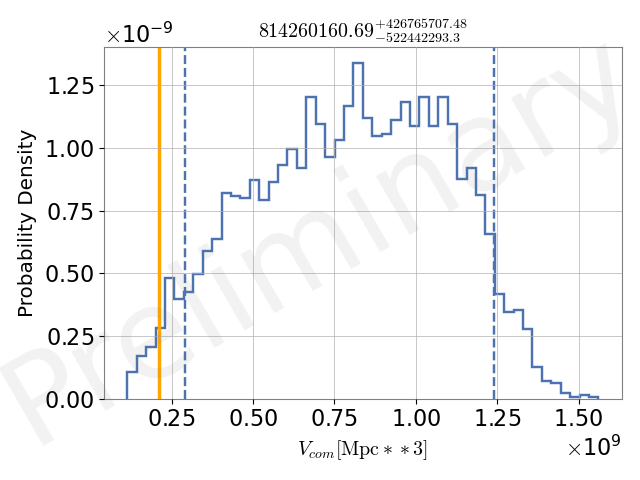 ×10⁻⁹
814260160.69⁺⁴²⁶⁷⁶⁵⁷⁰⁷·⁴⁸₋₅₂₂₄₄₂₂₉₃.₃
1.25
1.00
0.75
0.50
0.25
0.00
Probability Density
Preliminary
0.25 0.50 0.75 1.00 1.25 1.50
V_com[Mpc * *3]
×10⁹